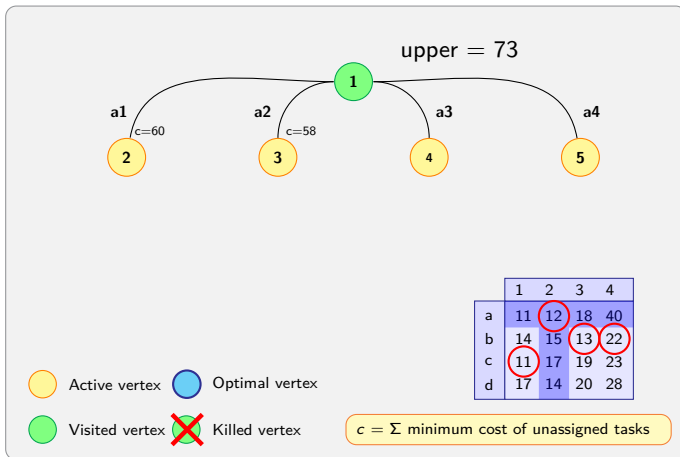 upper = 73
1
a1 a2 a3 a4
c=60 c=58
2 3 4 5
1 2 3 4
a 11 12 18 40
b 14 15 13 22
c 11 17 19 23
d 17 14 20 28
Active vertex Optimal vertex
Visited vertex Killed vertex
c = Σ minimum cost of unassigned tasks